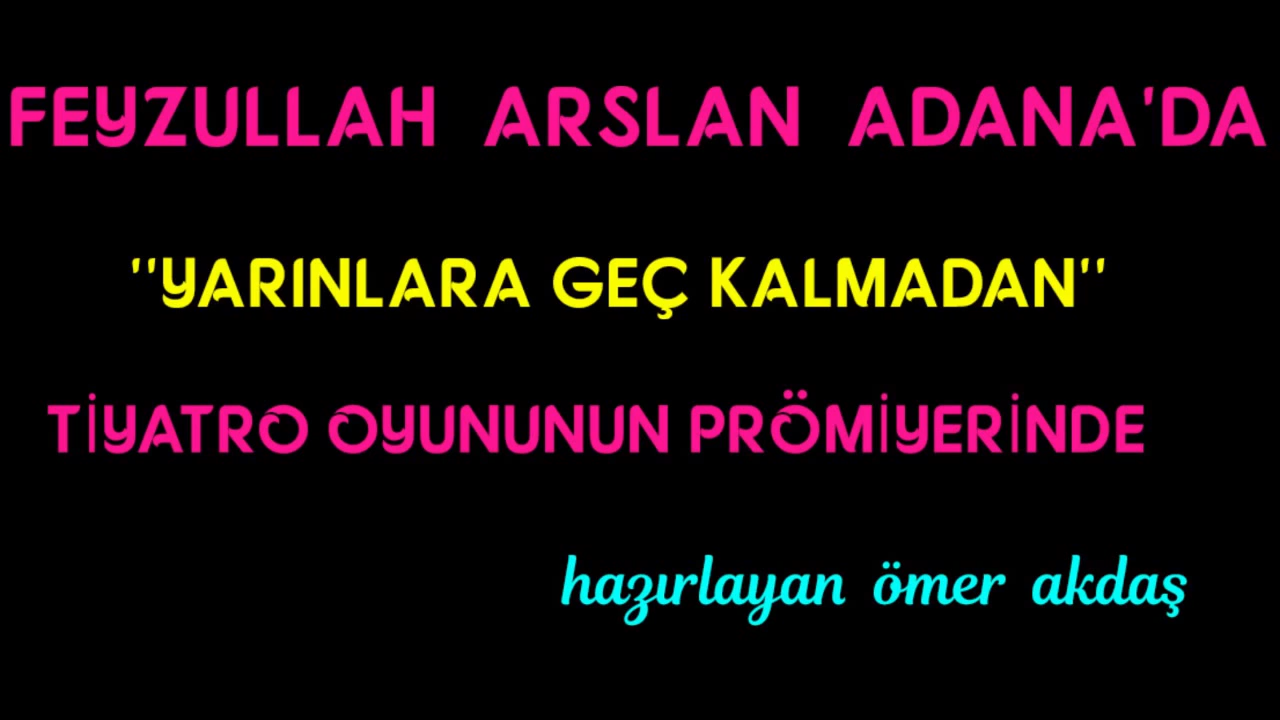 FEYZULLAH ARSLAN ADANA'DA
"YARINLARA GEÇ KALMADAN"
TİYATRO OYUNUNUN PRÖMİYERİNDE
hazırlayan ömer akdaş